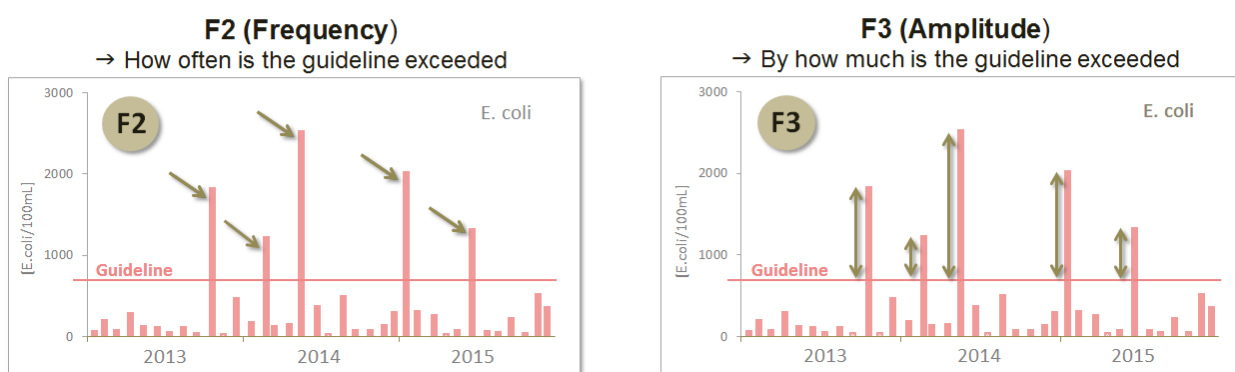 F2 (Frequency)
→ How often is the guideline exceeded
3000
F2
E. coli
2000
[E.coli/100mL]
1000
Guideline
0
2013
2014
2015
F3 (Amplitude)
→ By how much is the guideline exceeded
3000
F3
E. coli
2000
[E.coli/100mL]
1000
Guideline
0
2013
2014
2015